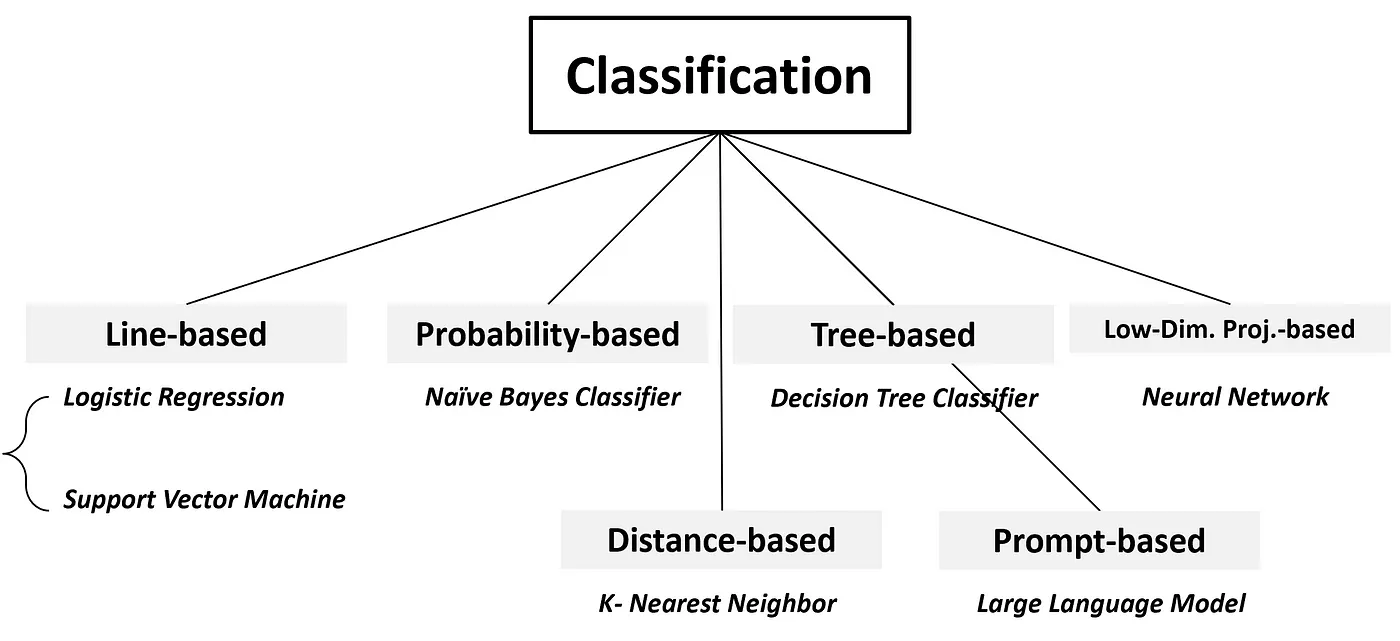 Classification
Line-based
Probability-based
Tree-based
Low-Dim. Proj.-based
Logistic Regression
Naïve Bayes Classifier
Decision Tree Classifier
Neural Network
Support Vector Machine
Distance-based
Prompt-based
K- Nearest Neighbor
Large Language Model